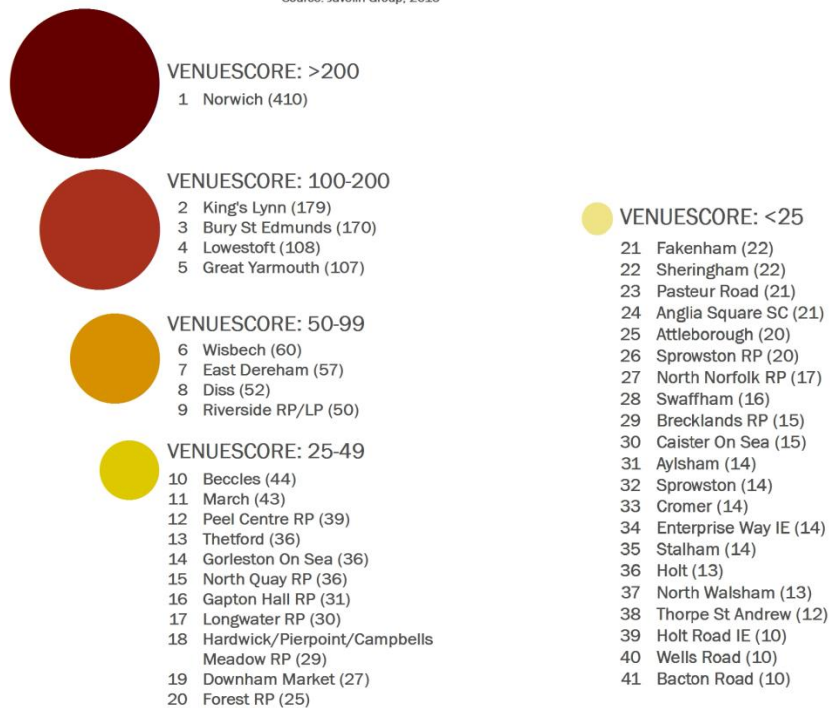 VENUESCORE: >200
1 Norwich (410)
VENUESCORE: 100-200
2 King's Lynn (179)
3 Bury St Edmunds (170)
4 Lowestoft (108)
5 Great Yarmouth (107)
VENUESCORE: 50-99
6 Wisbech (60)
7 East Dereham (57)
8 Diss (52)
9 Riverside RP/LP (50)
VENUESCORE: 25-49
10 Beccles (44)
11 March (43)
12 Peel Centre RP (39)
13 Thetford (36)
14 Gorleston On Sea (36)
15 North Quay RP (36)
16 Gapton Hall RP (31)
17 Longwater RP (30)
18 Hardwick/Pierpoint/Campbells
Meadow RP (29)
19 Downham Market (27)
20 Forest RP (25)
VENUESCORE: <25
21 Fakenham (22)
22 Sheringham (22)
23 Pasteur Road (21)
24 Anglia Square SC (21)
25 Attleborough (20)
26 Sprowston RP (20)
27 North Norfolk RP (17)
28 Swaffham (16)
29 Brecklands RP (15)
30 Caister On Sea (15)
31 Aylsham (14)
32 Sprowston (14)
33 Cromer (14)
34 Enterprise Way IE (14)
35 Stalham (14)
36 Holt (13)
37 North Walsham (13)
38 Thorpe St Andrew (12)
39 Holt Road IE (10)
40 Wells Road (10)
41 Bacton Road (10)